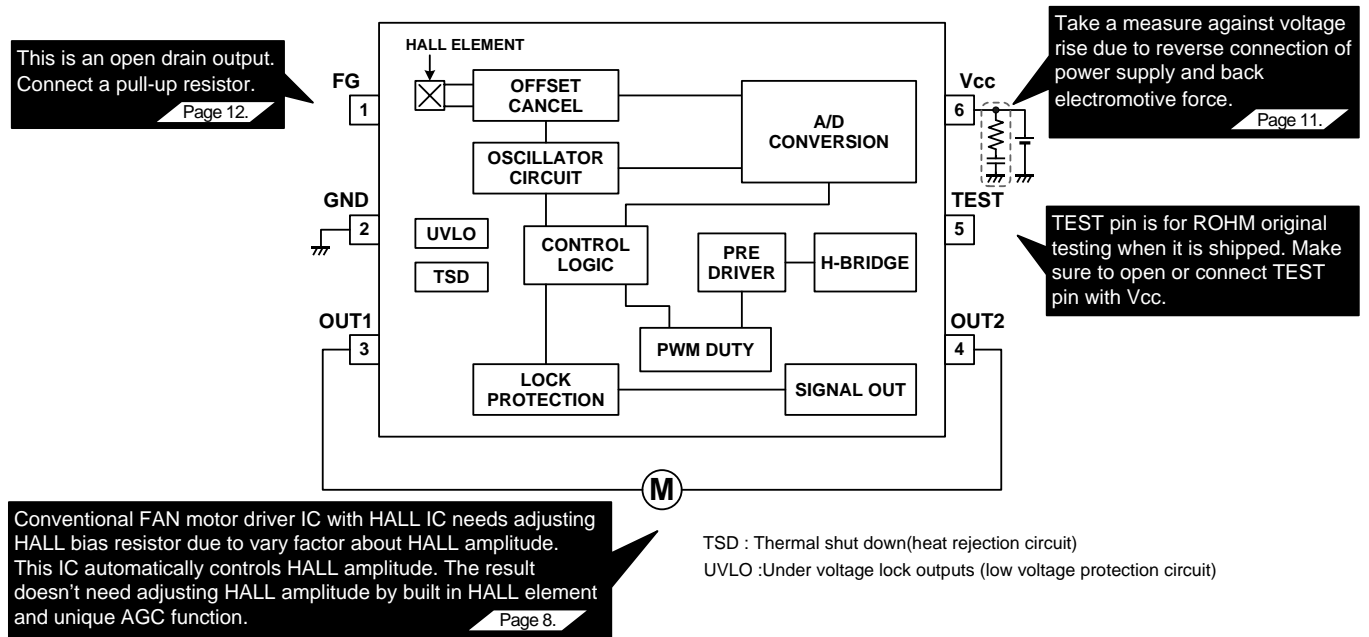 This is an open drain output.
Connect a pull-up resistor.
Page 12.
HALL ELEMENT
FG
1
OFFSET
CANCEL
A/D
CONVERSION
Vcc
6
Take a measure against voltage
rise due to reverse connection of
power supply and back
electromotive force.
Page 11.
OSCILLATOR
CIRCUIT
GND
2
UVLO
TSD
CONTROL
LOGIC
PRE
DRIVER
H-BRIDGE
TEST
5
TEST pin is for ROHM original
testing when it is shipped. Make
sure to open or connect TEST
pin with Vcc.
OUT1
3
PWM DUTY
OUT2
4
LOCK
PROTECTION
SIGNAL OUT
M
Conventional FAN motor driver IC with HALL IC needs adjusting
HALL bias resistor due to vary factor about HALL amplitude.
This IC automatically controls HALL amplitude. The result
doesn't need adjusting HALL amplitude by built in HALL element
and unique AGC function.
Page 8.
TSD : Thermal shut down(heat rejection circuit)
UVLO :Under voltage lock outputs (low voltage protection circuit)